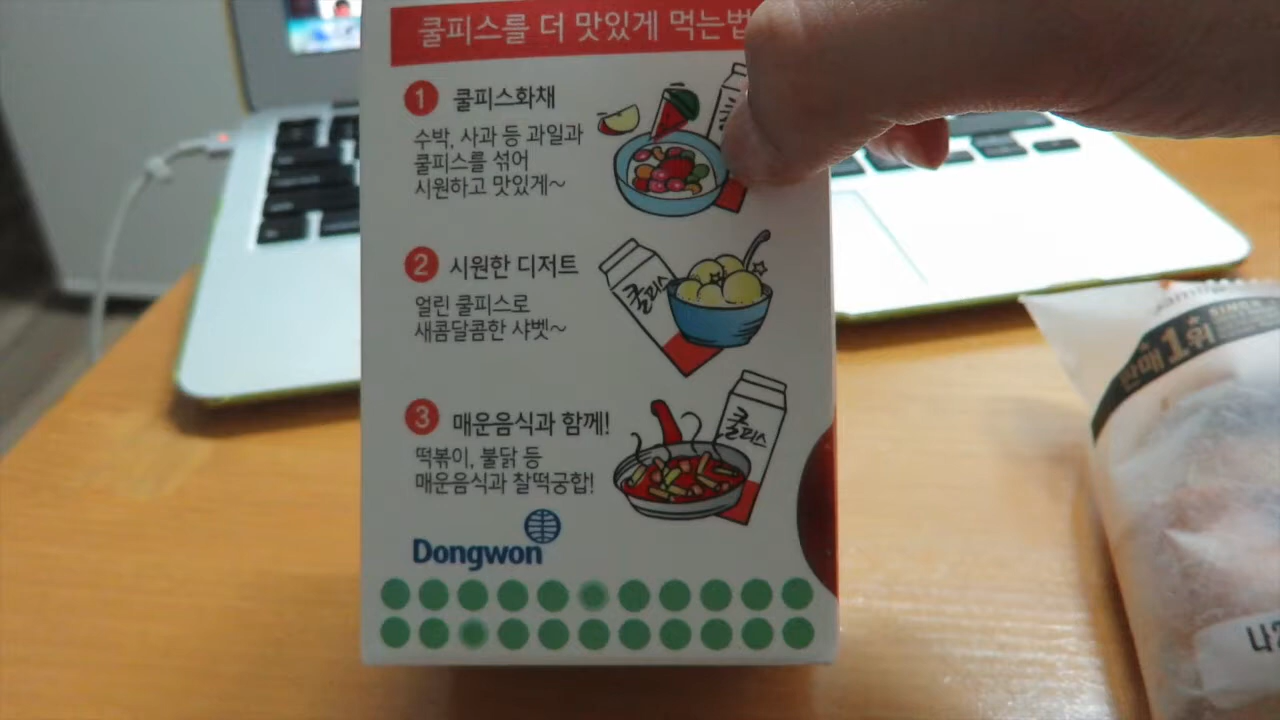 쿨피스를 더 맛있게 먹는법
1 쿨피스화채
수박, 사과 등 과일과
쿨피스를 섞어
시원하고 맛있게~
2 시원한 디저트
얼린 쿨피스로
새콤달콤한 샤벳~
쿨피스
3 매운음식과 함께!
떡볶이, 불닭 등
매운음식과 찰떡궁합!
쿨피스
Dongwon
판매 1위